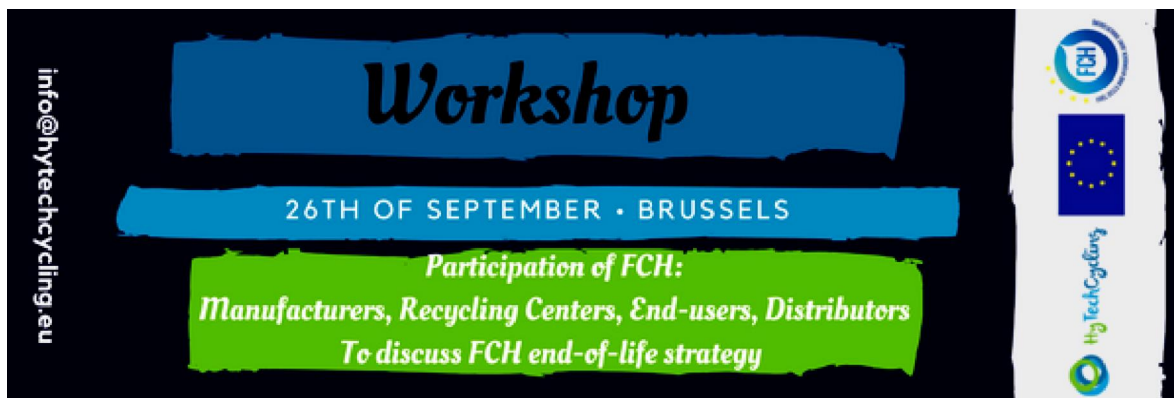 info@hytechcycling.eu
Workshop
26TH OF SEPTEMBER • BRUSSELS
Participation of FCH:
Manufacturers, Recycling Centers, End-users, Distributors
To discuss FCH end-of-life strategy
FCH
HyTechCycling